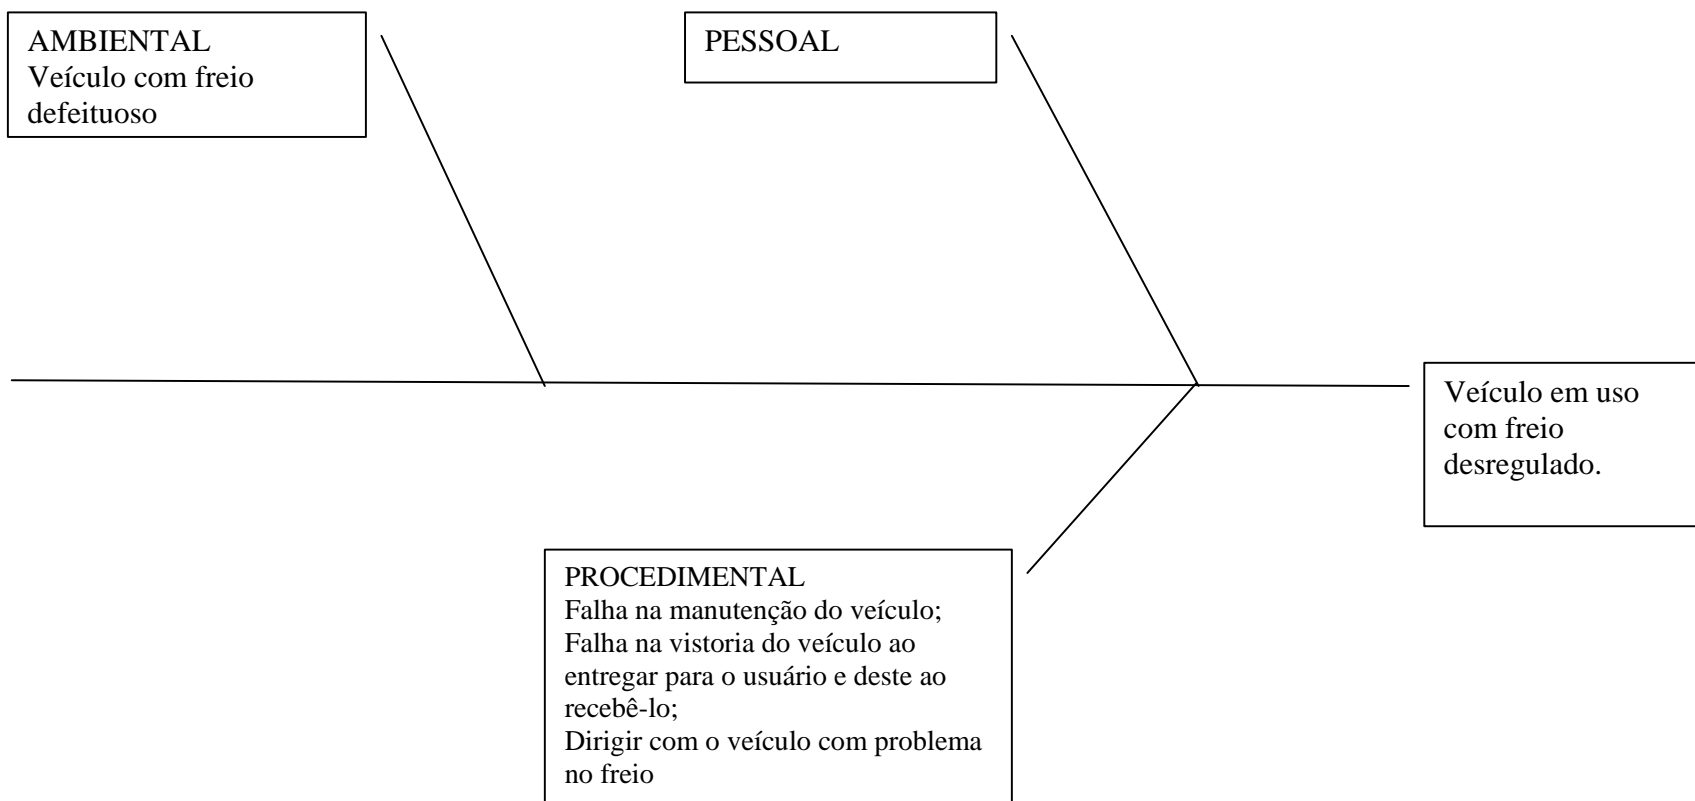 AMBIENTAL
Veículo com freio
defeituoso
PESSOAL
Veículo em uso
com freio
desregulado.
PROCEDIMENTAL
Falha na manutenção do veículo;
Falha na vistoria do veículo ao
entregar para o usuário e deste ao
recebê-lo;
Dirigir com o veículo com problema
no freio